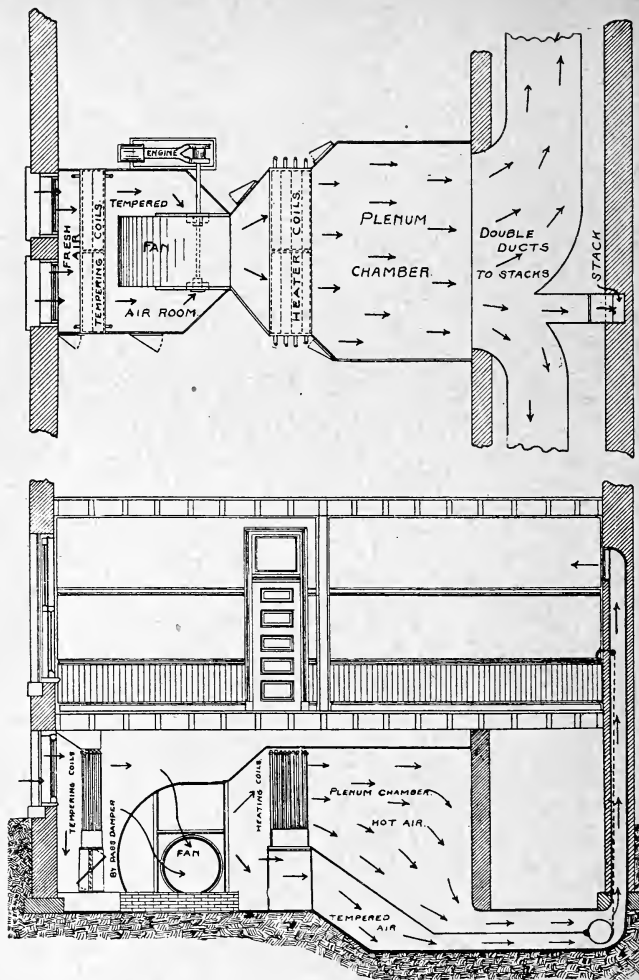 ENGINE
TEMPERED
FRESH
AIR
TEMPERING COILS.
FAN
AIR ROOM.
HEATER COILS.
PLENUM
CHAMBER.
DOUBLE
DUCTS
TO STACKS
STACK
TEMPERING COILS
BY PASS DAMPER
FAN
HEATING COILS.
PLENUM CHAMBER.
HOT AIR.
TEMPERED
AIR